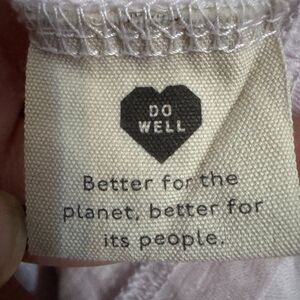 DO
WELL
Better for the
planet, better for
its people.